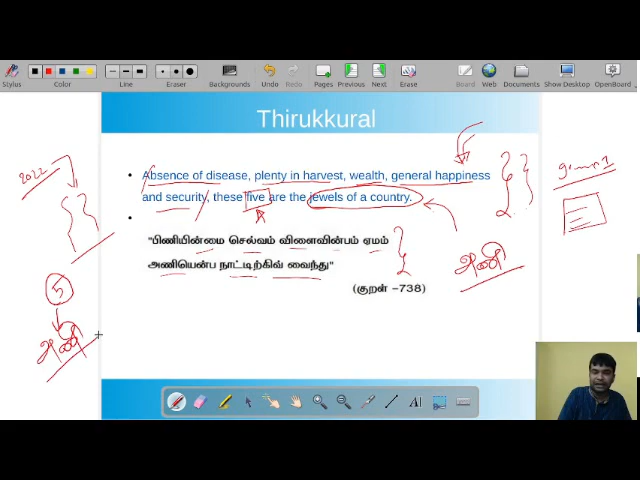 Stylus
Color
Line
Eraser
Backgrounds
Undo
Redo
Pages
Previous
Next
Erase
Board
Web
Documents
Show Desktop
OpenBoard
Thirukkural
• Absence of disease, plenty in harvest, wealth, general happiness
and security, these five are the jewels of a country.
•
"பிணியின்மை செல்வம் விளைவின்பம் ஏமம்
அணியென்ப நாட்டிற்கிவ் வைந்து"
(குறள் -738)
2022
5
அணி
அணி